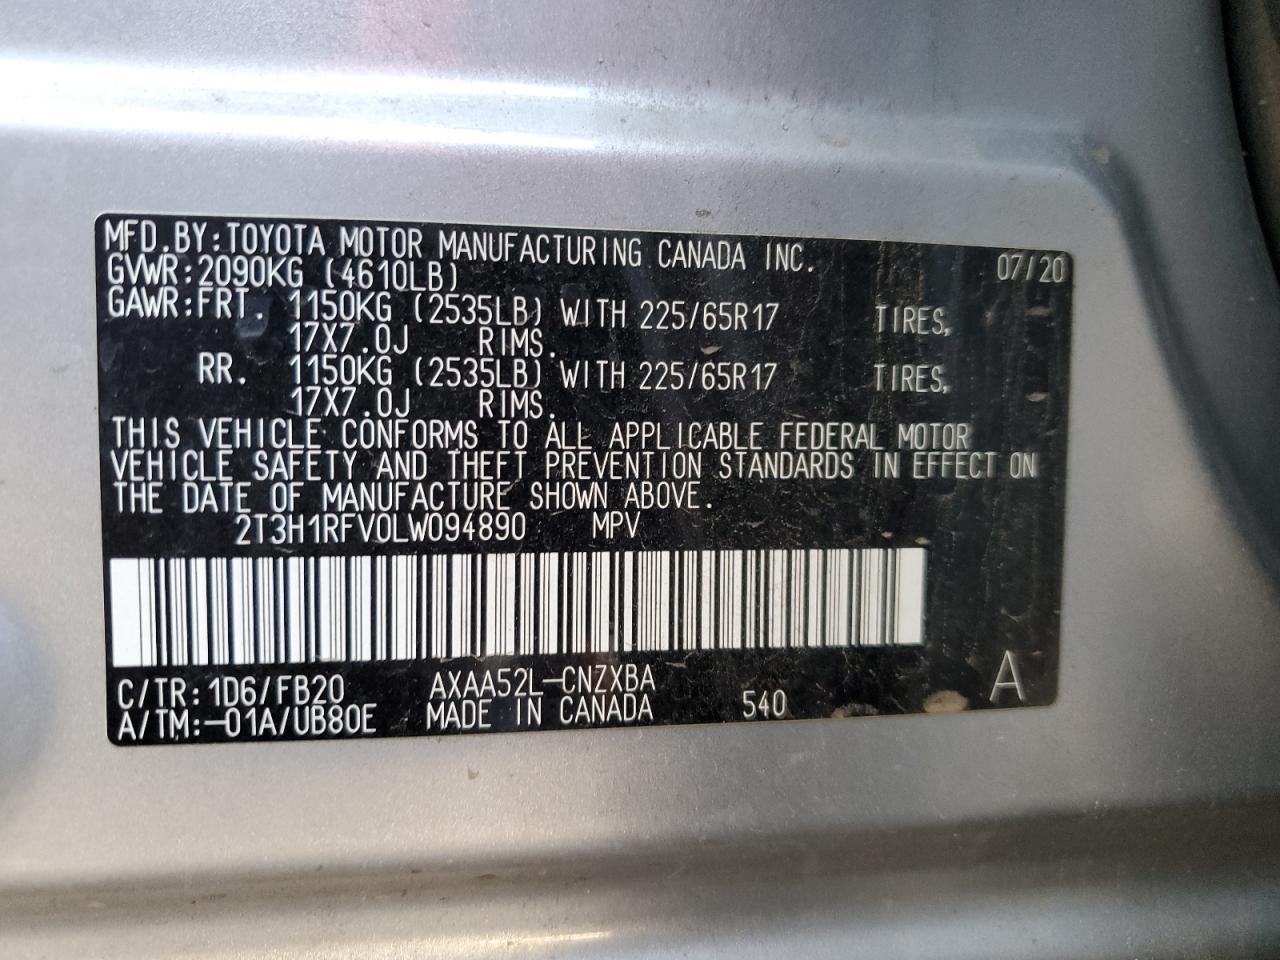 MFD.BY:TOYOTA MOTOR MANUFACTURING CANADA INC. 07/20
GVWR:2090KG (4610LB)
GAWR:FRT. 1150KG (2535LB) WITH 225/65R17 TIRES,
17X7.0J RIMS.
RR. 1150KG (2535LB) WITH 225/65R17 TIRES,
17X7.0J RIMS.
THIS VEHICLE CONFORMS TO ALL APPLICABLE FEDERAL MOTOR
VEHICLE SAFETY AND THEFT PREVENTION STANDARDS IN EFFECT ON
THE DATE OF MANUFACTURE SHOWN ABOVE.
2T3H1RFV0LW094890 MPV
C/TR:1D6/FB20 AXAA52L-CNZXBA A
A/TM:-01A/UB80E MADE IN CANADA 540